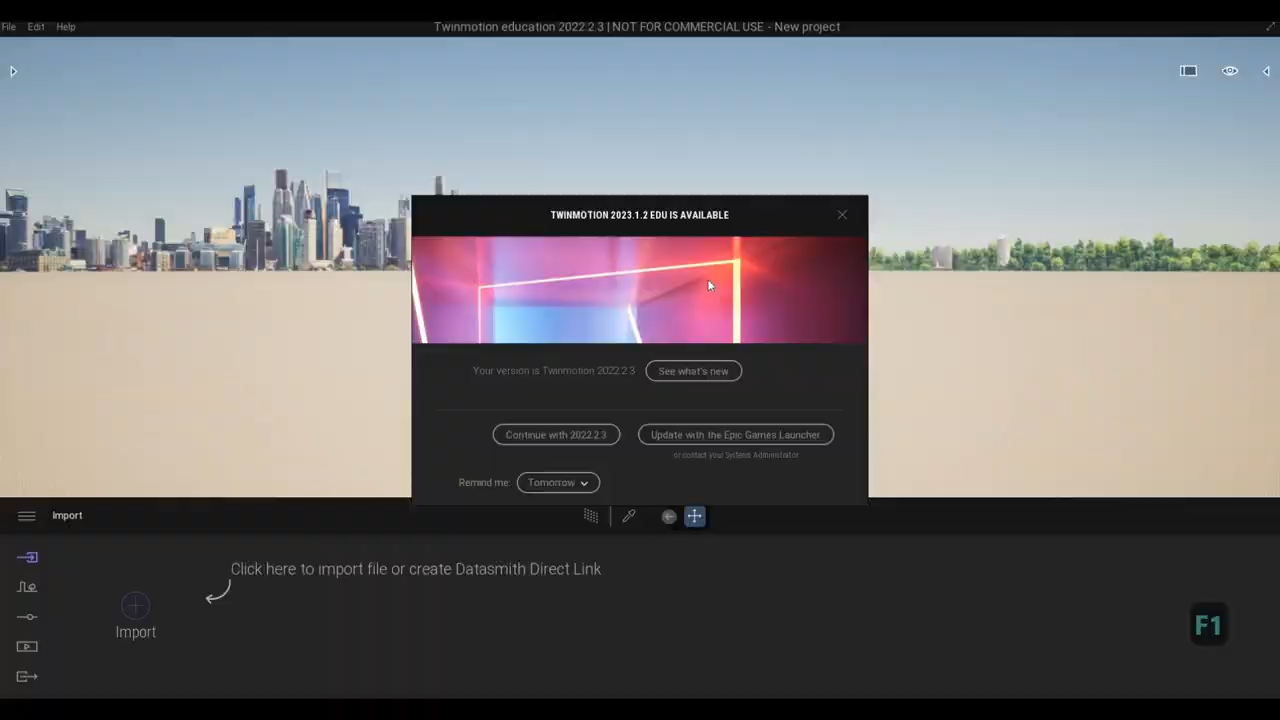 File Edit Help
Twinmotion education 2022.2.3 | NOT FOR COMMERCIAL USE - New project
TWINMOTION 2023.1.2 EDU IS AVAILABLE
Your version is Twinmotion 2022.2.3
See what's new
Continue with 2022.2.3
Update with the Epic Games Launcher
or contact your Systems Administrator
Remind me: Tomorrow
Import
Click here to import file or create Datasmith Direct Link
Import
F1